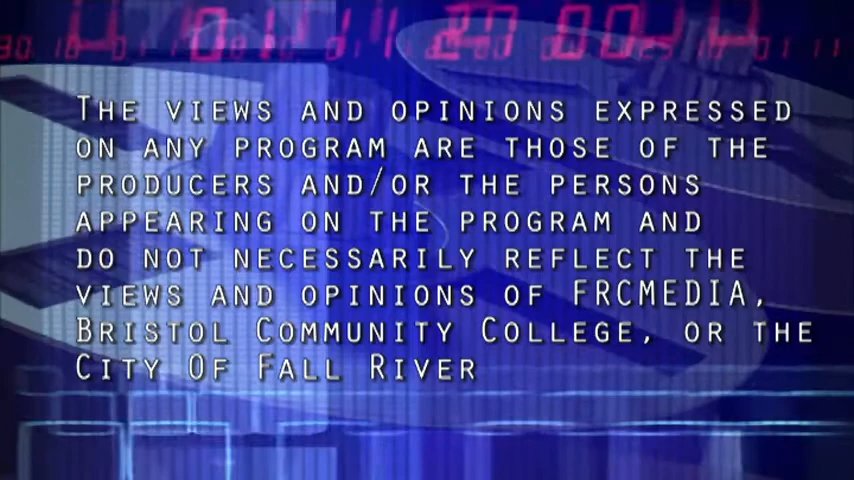 The views and opinions expressed
on any program are those of the
producers and/or the persons
appearing on the program and
do not necessarily reflect the
views and opinions of FRCMEDIA,
Bristol Community College, or the
City Of Fall River